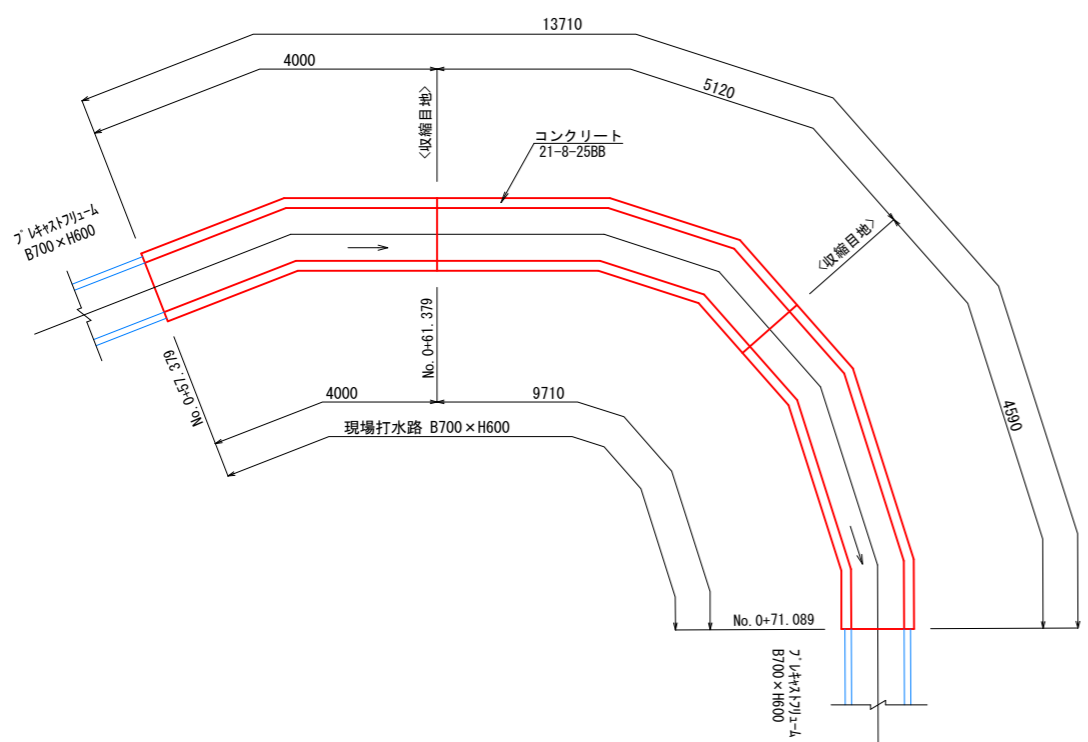 13710
4000
5120
〈収縮目地〉
コンクリート
21-8-25BB
プレキャストフリューム
B700×H600
〈収縮目地〉
No. 0+61.379
No. 0+57.379
4000
9710
4590
現場打水路 B700×H600
No. 0+71.089
プレキャストフリューム
B700×H600